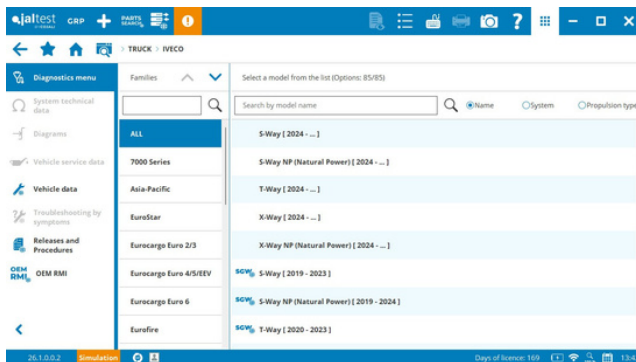 jaltest GRP PARTS SEARCH ?
> TRUCK > IVECO
Diagnostics menu
System technical
data
Diagrams
Vehicle service data
Vehicle data
Troubleshooting by
symptoms
Releases and
Procedures
OEM RMI OEM RMI
Families
ALL
7000 Series
Asia-Pacific
EuroStar
Eurocargo Euro 2/3
Eurocargo Euro 4/5/EEV
Eurocargo Euro 6
Eurofire
Select a model from the list (Options: 85/85)
Search by model name Name System Propulsion type
S-Way [ 2024 - ... ]
S-Way NP (Natural Power) [ 2024 - ... ]
T-Way [ 2024 - ... ]
X-Way [ 2024 - ... ]
X-Way NP (Natural Power) [ 2024 - ... ]
SGW S-Way [ 2019 - 2023 ]
SGW S-Way NP (Natural Power) [ 2019 - 2024 ]
SGW T-Way [ 2020 - 2023 ]
26.1.0.0.2 Simulation Days of licence: 169